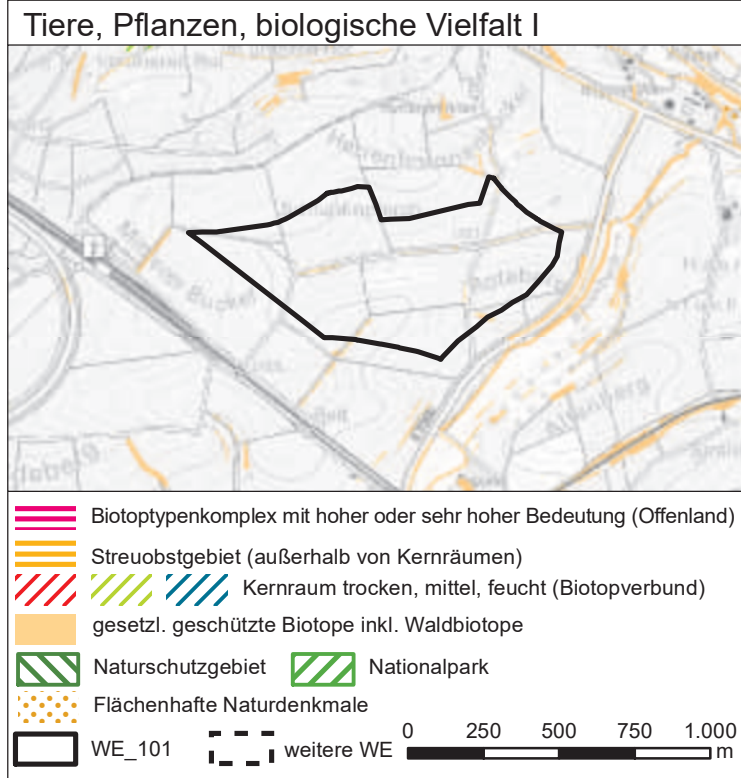 Tiere, Pflanzen, biologische Vielfalt I
Buckel
Altenberg
Biotoptypenkomplex mit hoher oder sehr hoher Bedeutung (Offenland)
Streuobstgebiet (außerhalb von Kernräumen)
Kernraum trocken, mittel, feucht (Biotopverbund)
gesetzl. geschützte Biotope inkl. Waldbiotope
Naturschutzgebiet
Nationalpark
Flächenhafte Naturdenkmale
WE_101
weitere WE
0 250 500 750 1.000
m